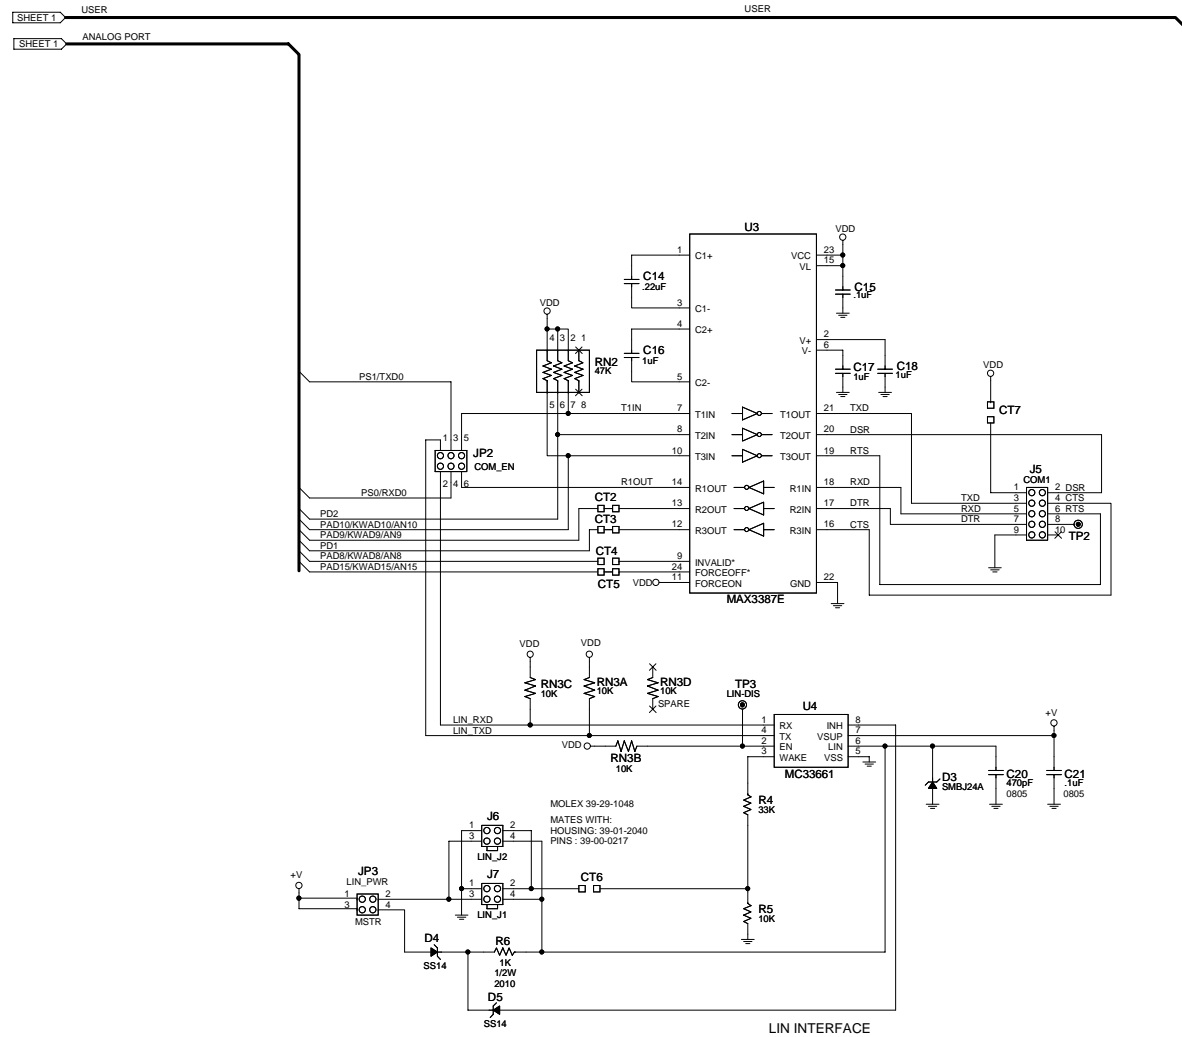 SHEET 1 USER USER
SHEET 1 ANALOG PORT
U3
VDD
1 C1+ VCC 23
VL 15
C14
.22uF
C15
.1uF
3 C1-
VDD
4 C2+
4 3 2 1
V+ 2
V- 6
C16
1uF
RN2
47K
C17
1uF
C18
1uF
VDD
5 C2-
PS1/TXD0
5 6 7 8
CT7
T1IN 7 T1IN T1OUT 21 TXD
8 T2IN T2OUT 20 DSR
10 T3IN T3OUT 19 RTS
1 3 5
JP2
COM_EN
2 4 6
J5
COM1
R1OUT 14 R1OUT R1IN 18 RXD
PS0/RXD0
CT2
13 R2OUT R2IN 17 DTR
1 2 DSR
TXD 3 4 CTS
RXD 5 6 RTS
DTR 7 8
9 10
TP2
PD2
PAD10/KWAD10/AN10
CT3
12 R3OUT R3IN 16 CTS
PAD9/KWAD9/AN9
PD1
PAD8/KWAD8/AN8
CT4
9 INVALID*
PAD15/KWAD15/AN15
24 FORCEOFF*
CT5
VDD 11 FORCEON GND 22
MAX3387E
VDD
VDD
RN3C
10K
RN3A
10K
RN3D
10K
SPARE
TP3
LIN-DIS
U4
+V
LIN_RXD 1 RX INH 8
LIN_TXD 4 TX VSUP 7
VDD 2 EN LIN 6
RN3B
10K
3 WAKE VSS 5
MC33661
D3
SMBJ24A
C20
470pF
0805
C21
.1uF
0805
R4
33K
MOLEX 39-29-1048
MATES WITH:
HOUSING: 39-01-2040
PINS : 39-00-0217
J6
1 2
3 4
LIN_J2
J7
1 2
3 4
LIN_J1
CT6
+V
JP3
LIN_PWR
1 2
3 4
MSTR
R5
10K
D4
SS14
R6
1K
1/2W
2010
D5
SS14
LIN INTERFACE